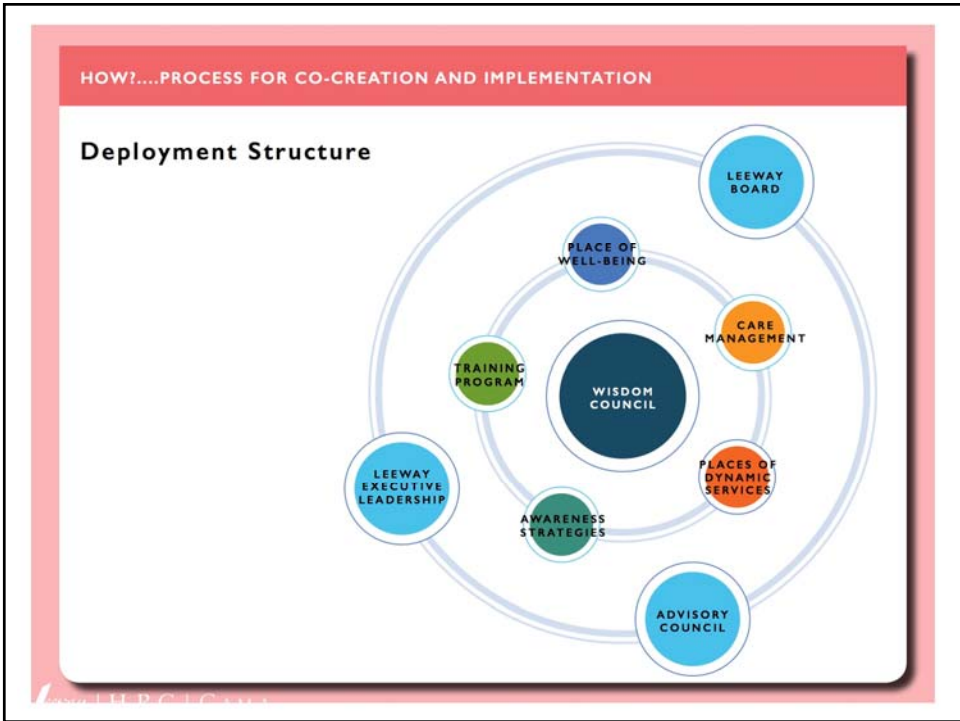 HOW?....PROCESS FOR CO-CREATION AND IMPLEMENTATION
Deployment Structure
LEEWAY
BOARD
PLACE OF
WELL-BEING
CARE
MANAGEMENT
TRAINING
PROGRAM
WISDOM
COUNCIL
LEEWAY
EXECUTIVE
LEADERSHIP
PLACES OF
DYNAMIC
SERVICES
AWARENESS
STRATEGIES
ADVISORY
COUNCIL